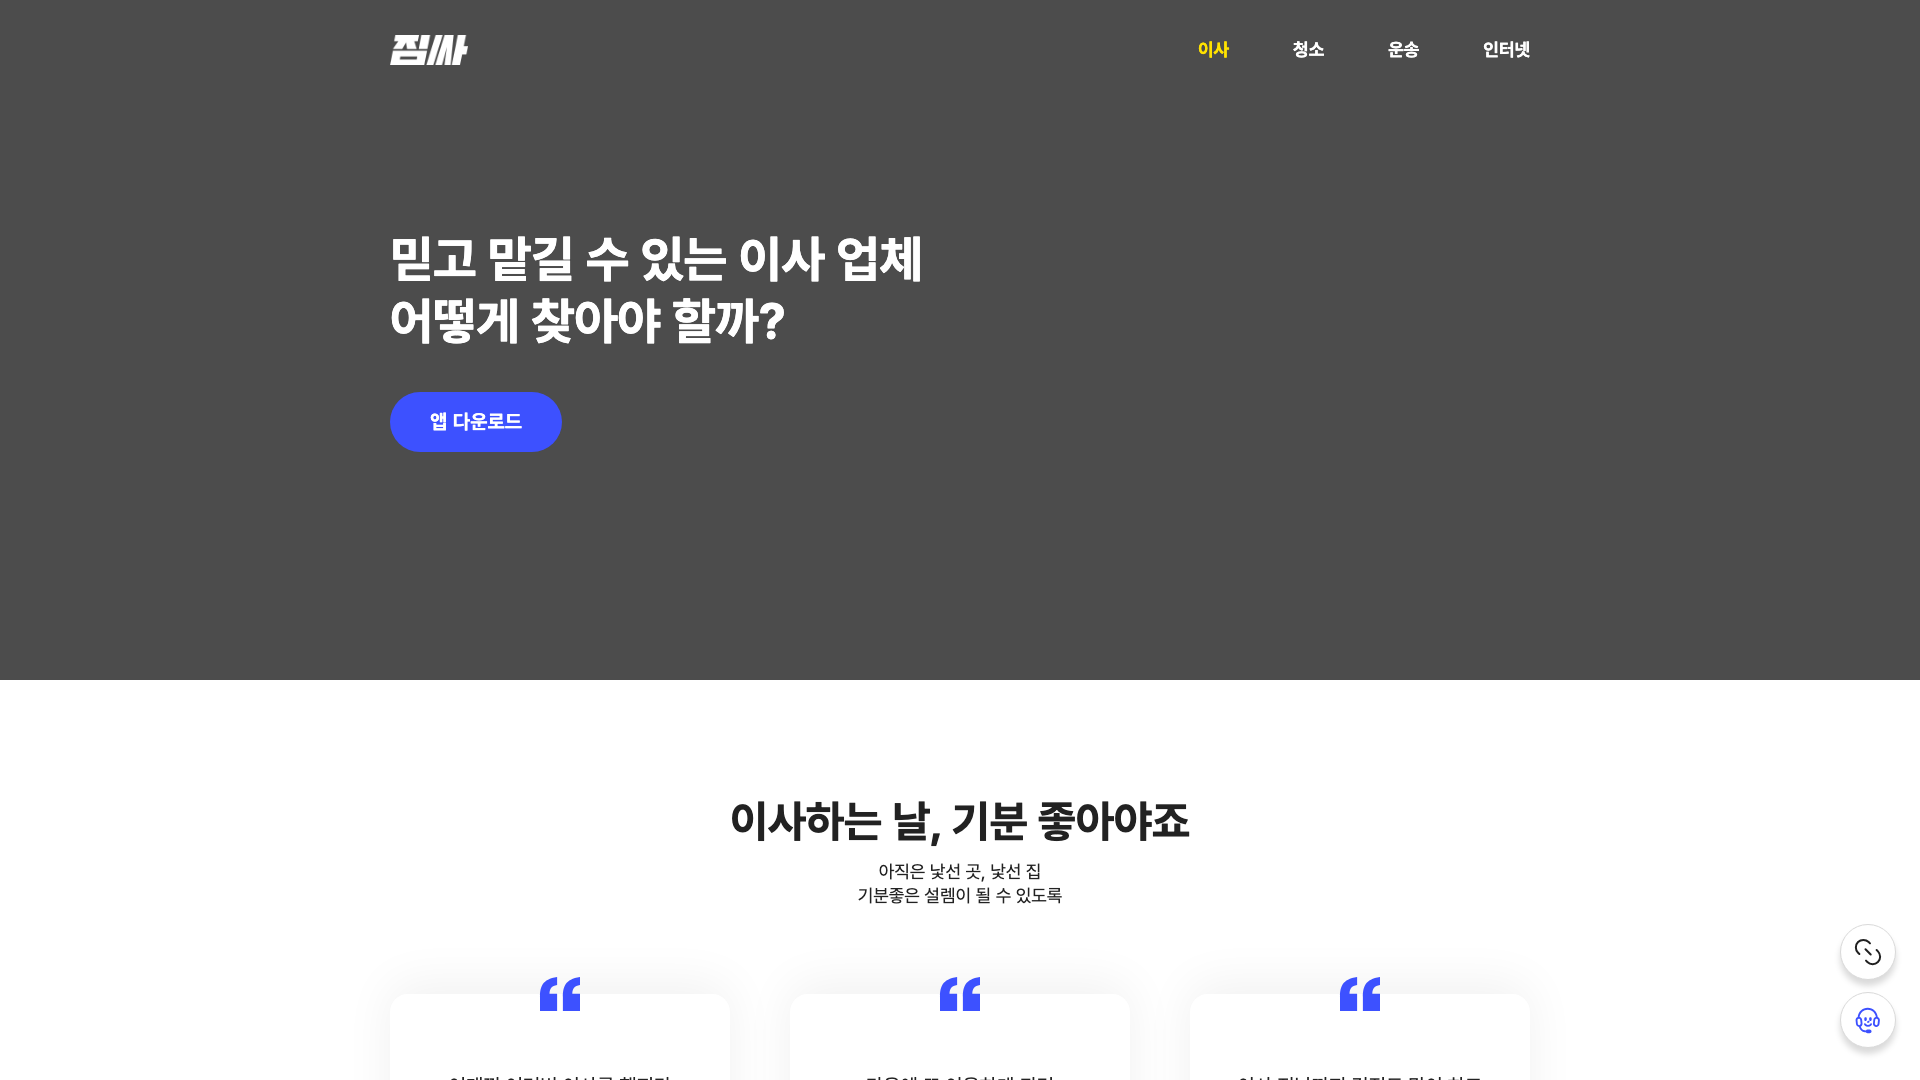 짐싸
이사
청소
운송
인터넷
믿고 맡길 수 있는 이사 업체
어떻게 찾아야 할까?
앱 다운로드
이사하는 날, 기분 좋아야죠
아직은 낯선 곳, 낯선 집
기분좋은 설렘이 될 수 있도록